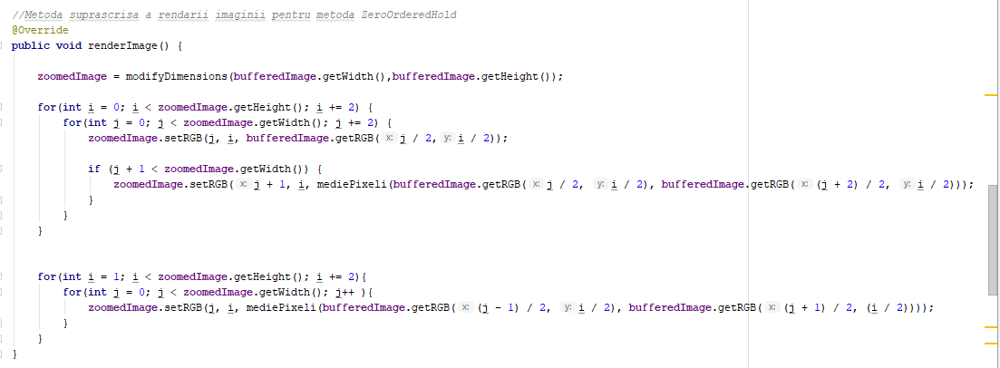 //Metoda suprascrisa a rendarii imaginii pentru metoda ZeroOrderedHold
@Override
public void renderImage() {
zoomedImage = modifyDimensions(bufferedImage.getWidth(),bufferedImage.getHeight());
for(int i = 0; i < zoomedImage.getHeight(); i += 2) {
for(int j = 0; j < zoomedImage.getWidth(); j += 2) {
zoomedImage.setRGB(j, i, bufferedImage.getRGB( x: j / 2, y: i / 2));
if (j + 1 < zoomedImage.getWidth()) {
zoomedImage.setRGB( x: j + 1, i, mediePixeli(bufferedImage.getRGB( x: j / 2, y: i / 2), bufferedImage.getRGB( x: (j + 2) / 2, y: i / 2)));
}
}
}
for(int i = 1; i < zoomedImage.getHeight(); i += 2){
for(int j = 0; j < zoomedImage.getWidth(); j++ ){
zoomedImage.setRGB(j, i, mediePixeli(bufferedImage.getRGB( x: (j - 1) / 2, y: i / 2), bufferedImage.getRGB( x: (j + 1) / 2, (i / 2))));
}
}
}